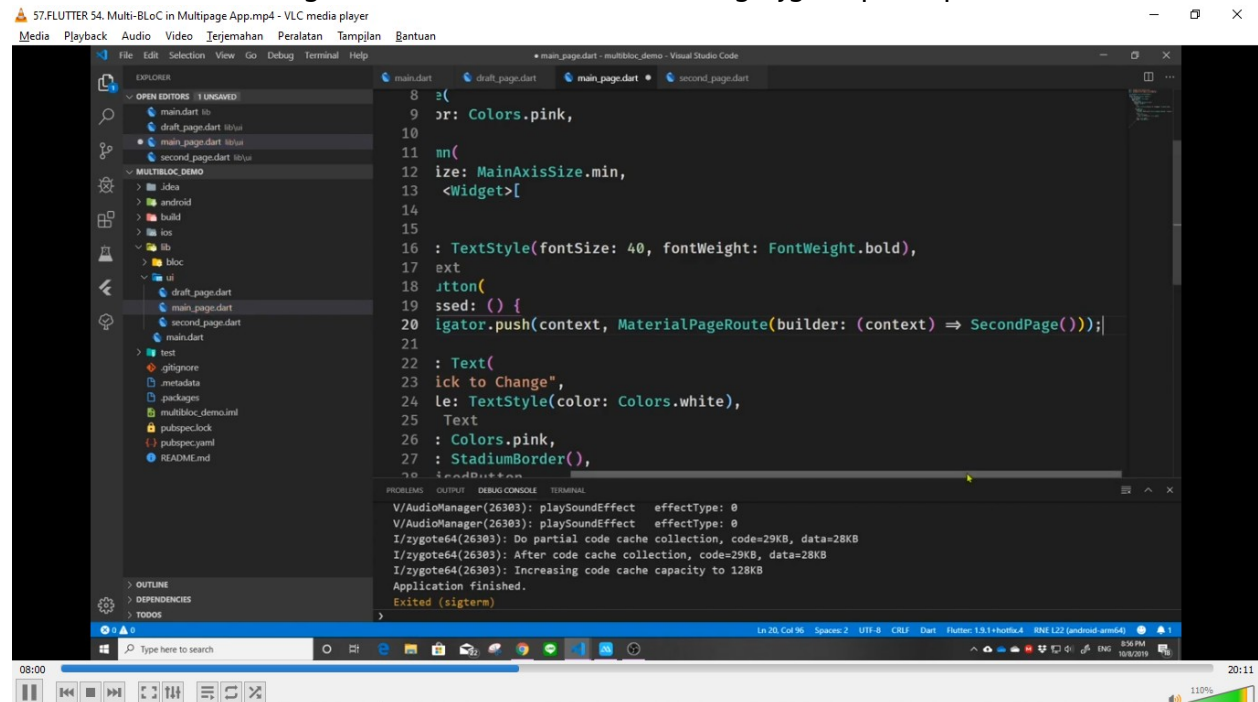 57.FLUTTER 54. Multi-BLoC in Multipage App.mp4 - VLC media player
Media Playback Audio Video Terjemahan Peralatan Tampilan Bantuan
File Edit Selection View Go Debug Terminal Help
● main_page.dart - multibloc_demo - Visual Studio Code
EXPLORER
main.dart draft_page.dart main_page.dart ● second_page.dart
OPEN EDITORS 1 UNSAVED
main.dart lib
draft_page.dart lib\ui
● main_page.dart lib\ui
second_page.dart lib\ui
MULTIBLOC_DEMO
.idea
android
build
ios
lib
bloc
ui
draft_page.dart
main_page.dart
second_page.dart
main.dart
test
.gitignore
.metadata
.packages
multibloc_demo.iml
pubspec.lock
pubspec.yaml
README.md
OUTLINE
DEPENDENCIES
TODOS
8 e(
9 or: Colors.pink,
10
11 mn(
12 ize: MainAxisSize.min,
13 <Widget>[
14
15
16 : TextStyle(fontSize: 40, fontWeight: FontWeight.bold),
17 ext
18 utton(
19 ssed: () {
20 igator.push(context, MaterialPageRoute(builder: (context) => SecondPage()));
21
22 : Text(
23 ick to Change",
24 le: TextStyle(color: Colors.white),
25 Text
26 : Colors.pink,
27 : StadiumBorder(),
28 isedButton
PROBLEMS OUTPUT DEBUG CONSOLE TERMINAL
V/AudioManager(26303): playSoundEffect effectType: 0
V/AudioManager(26303): playSoundEffect effectType: 0
I/zygote64(26303): Do partial code cache collection, code=29KB, data=28KB
I/zygote64(26303): After code cache collection, code=29KB, data=28KB
I/zygote64(26303): Increasing code cache capacity to 128KB
Application finished.
Exited (sigterm)
0 0
Ln 20, Col 96 Spaces: 2 UTF-8 CRLF Dart Flutter: 1.9.1+hotfix.4 RNE L22 (android-arm64) 1
Type here to search
ENG
8:56 PM
10/8/2019
08:00
20:11
110%